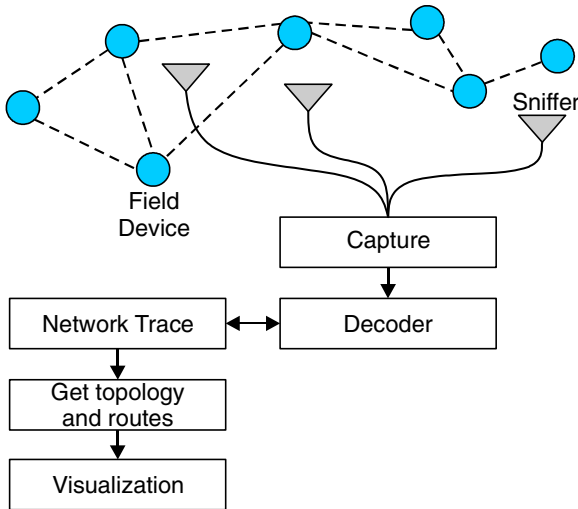 Sniffer
Field
Device
Capture
Network Trace
Decoder
Get topology
and routes
Visualization